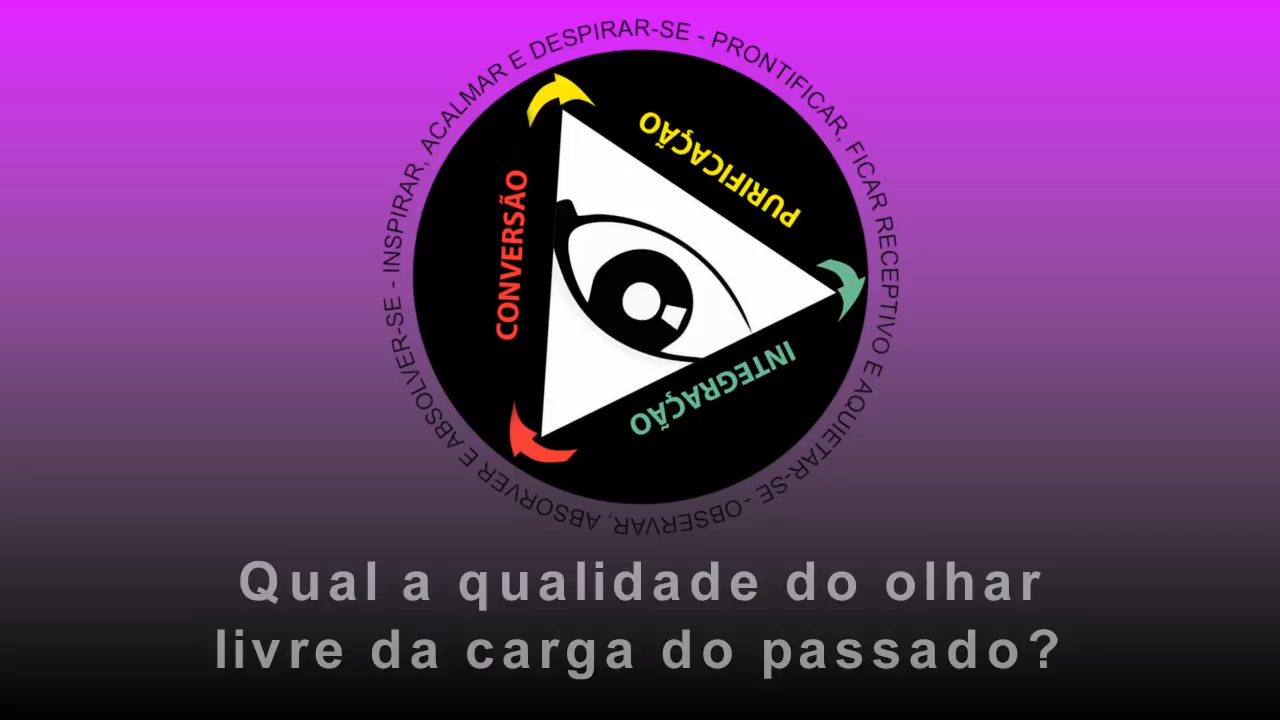 INSPIRAR, ACALMAR E DESPIRAR-SE - PRONTIFICAR, FICAR RECEPTIVO E AQUIETAR-SE - OBSERVAR, ABSORVER E ABSOLVER-SE -
PURIFICAÇÃO
CONVERSÃO
INTEGRAÇÃO
Qual a qualidade do olhar
livre da carga do passado?